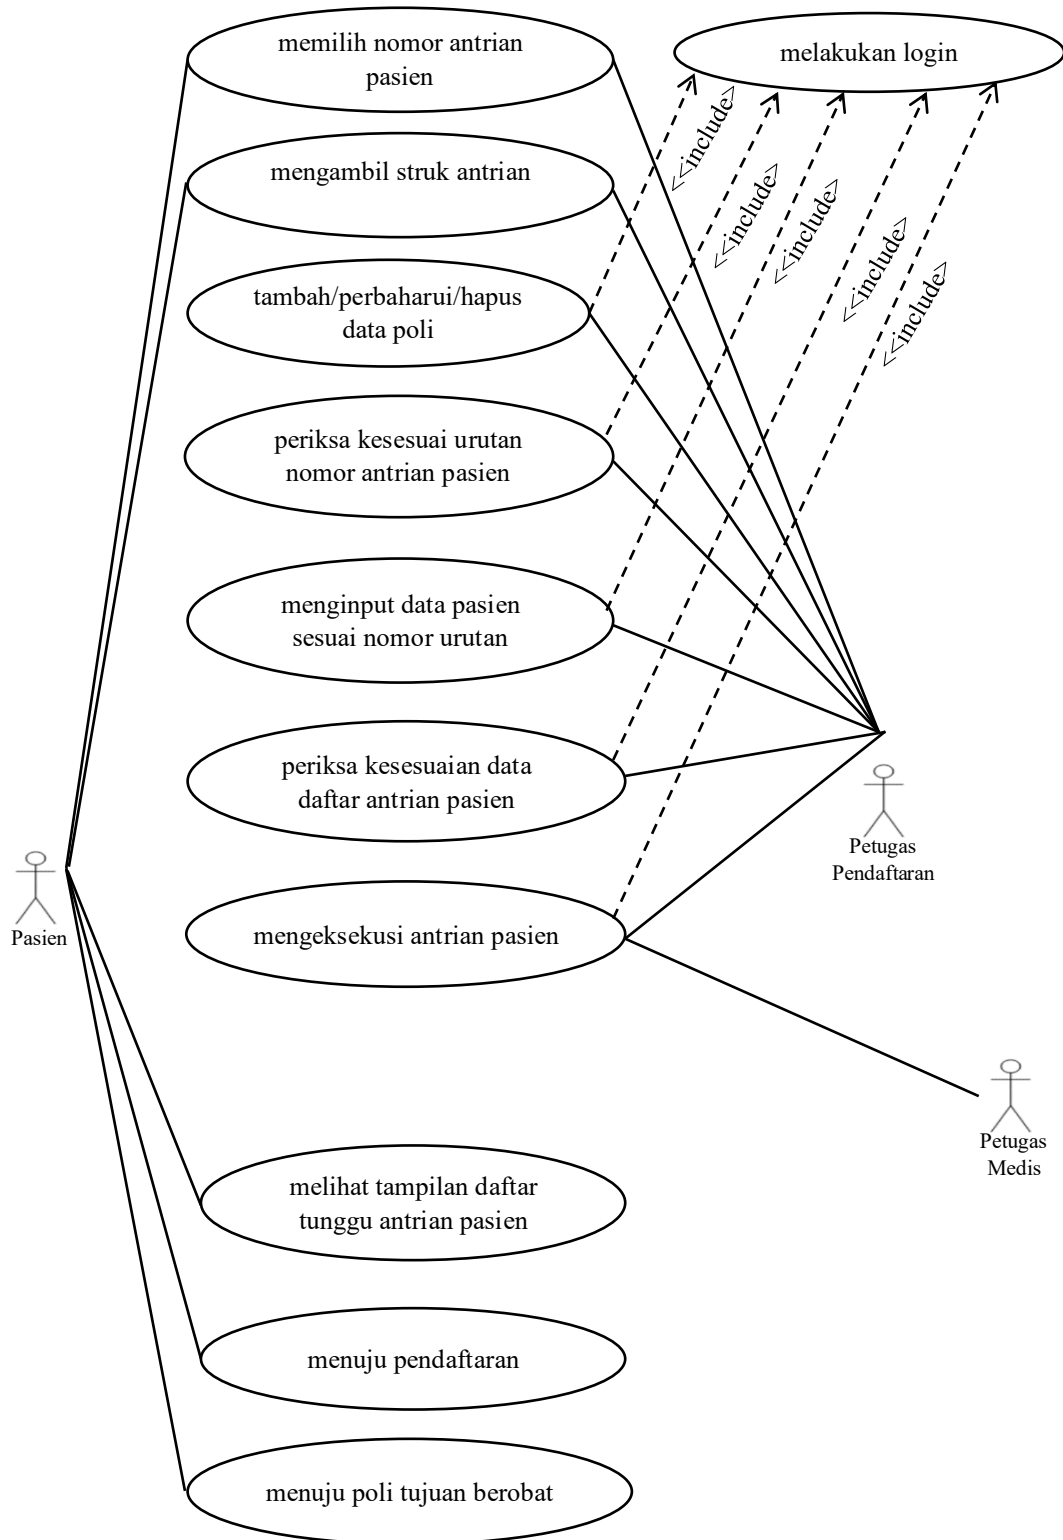 memilih nomor antrian
pasien
melakukan login
<<include>
<<include>
<<include>
<<include>
<<include>
mengambil struk antrian
tambah/perbaharui/hapus
data poli
periksa kesesuai urutan
nomor antrian pasien
menginput data pasien
sesuai nomor urutan
periksa kesesuaian data
daftar antrian pasien
Petugas
Pendaftaran
Pasien
mengeksekusi antrian pasien
Petugas
Medis
melihat tampilan daftar
tunggu antrian pasien
menuju pendaftaran
menuju poli tujuan berobat